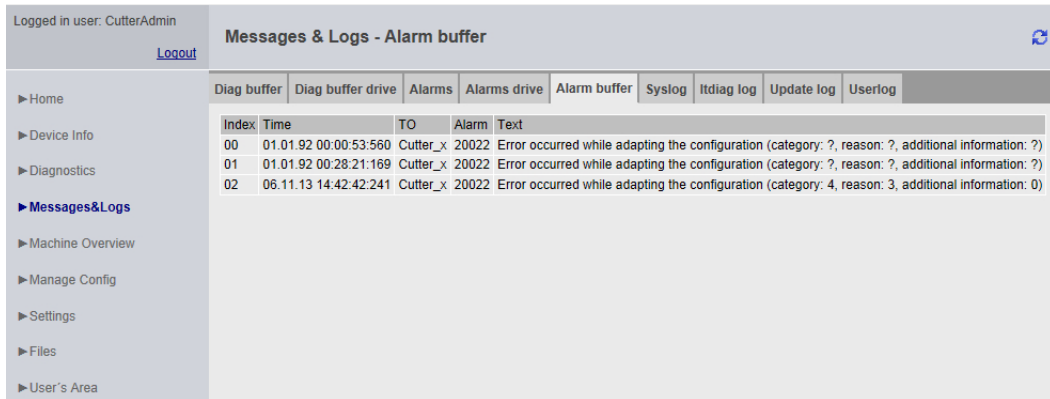 Logged in user: CutterAdmin
Logout
Messages & Logs - Alarm buffer
►Home
►Device Info
►Diagnostics
►Messages&Logs
►Machine Overview
►Manage Config
►Settings
►Files
►User´s Area
Diag buffer Diag buffer drive Alarms Alarms drive Alarm buffer Syslog Itdiag log Update log Userlog
Index Time TO Alarm Text
00 01.01.92 00:00:53:560 Cutter_x 20022 Error occurred while adapting the configuration (category: ?, reason: ?, additional information: ?)
01 01.01.92 00:28:21:169 Cutter_x 20022 Error occurred while adapting the configuration (category: ?, reason: ?, additional information: ?)
02 06.11.13 14:42:42:241 Cutter_x 20022 Error occurred while adapting the configuration (category: 4, reason: 3, additional information: 0)